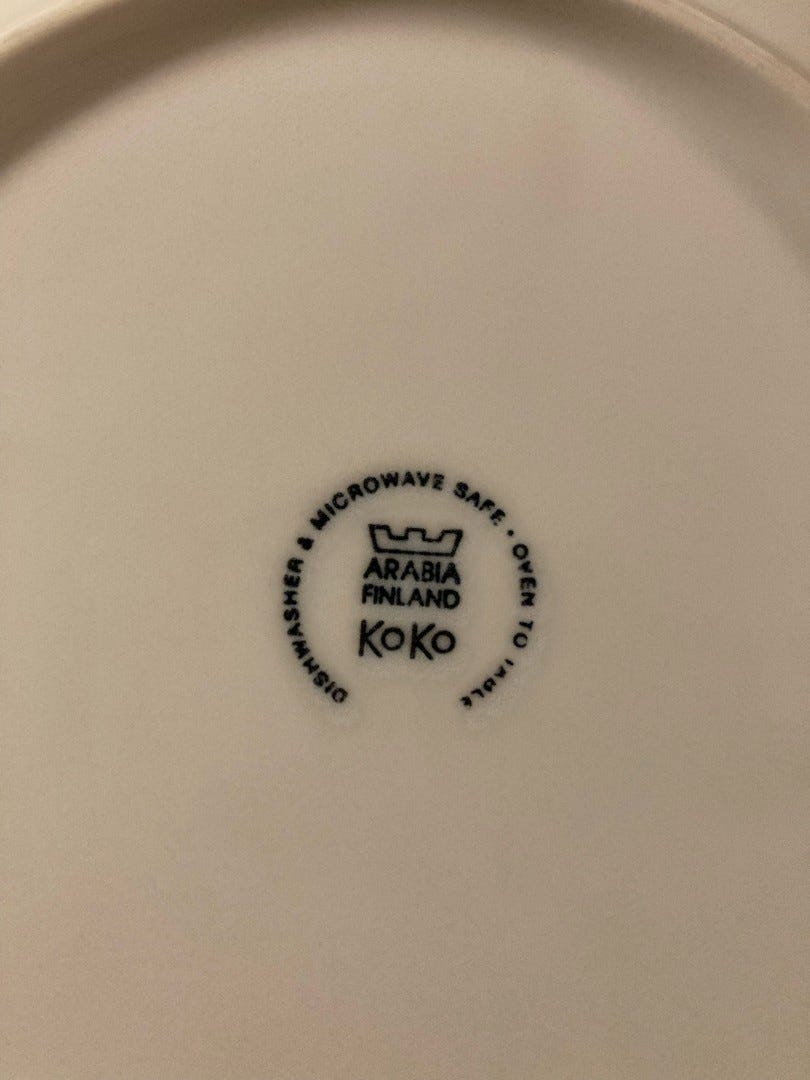 DISHWASHER & MICROWAVE SAFE • OVEN TO TABLE
ARABIA
FINLAND
KoKo